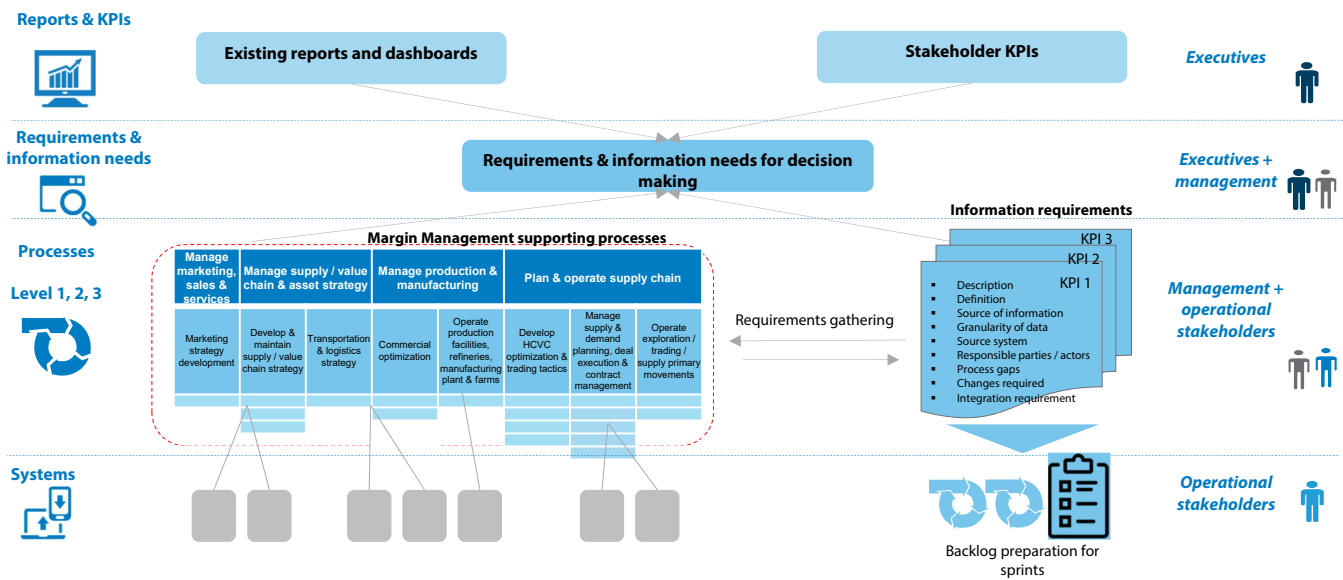 Reports & KPIs
Existing reports and dashboards
Stakeholder KPIs
Executives
Requirements &
information needs
Requirements & information needs for decision
making
Executives +
management
Processes
Level 1, 2, 3
Margin Management supporting processes
Manage
marketing,
sales &
services
Manage supply / value
chain & asset strategy
Manage production &
manufacturing
Plan & operate supply chain
Marketing
strategy
development
Develop &
maintain
supply / value
chain strategy
Transportation
& logistics
strategy
Commercial
optimization
Operate
production
facilities,
refineries,
manufacturing
plant & farms
Develop
HCVC
optimization &
trading tactics
Manage
supply &
demand
planning, deal
execution &
contract
management
Operate
exploration /
trading /
supply primary
movements
Requirements gathering
Information requirements
KPI 3
KPI 2
KPI 1
▪ Description
▪ Definition
▪ Source of information
▪ Granularity of data
▪ Source system
▪ Responsible parties / actors
▪ Process gaps
▪ Changes required
▪ Integration requirement
Management +
operational
stakeholders
Systems
Backlog preparation for
sprints
Operational
stakeholders